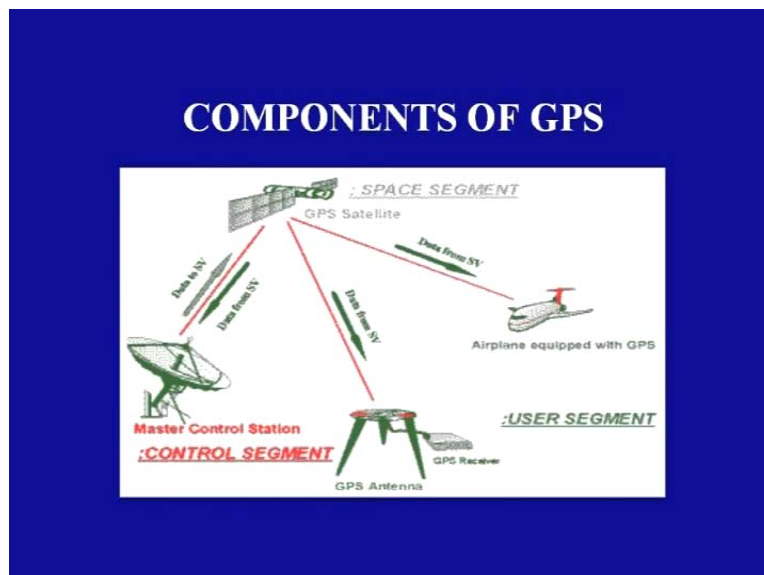 COMPONENTS OF GPS
: SPACE SEGMENT
GPS Satellite
Data to SV
Data from SV
Data from SV
Data from SV
Airplane equipped with GPS
Master Control Station
:CONTROL SEGMENT
:USER SEGMENT
GPS Receiver
GPS Antenna